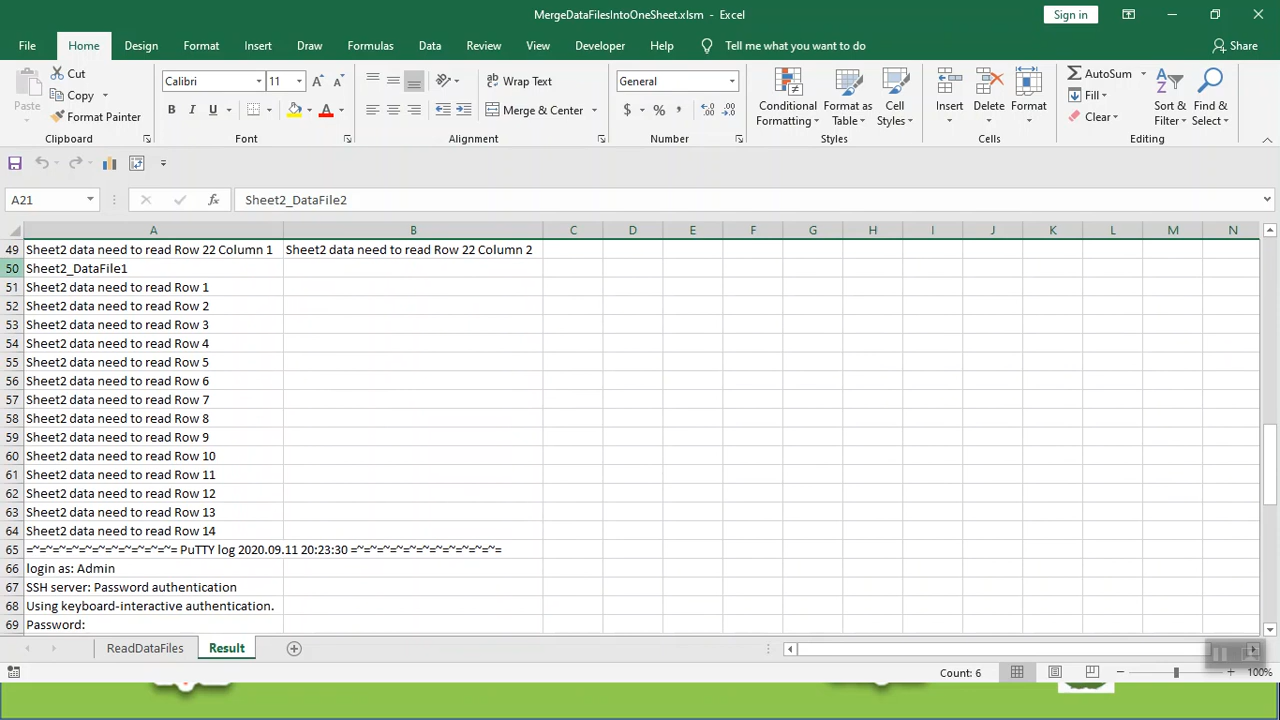 MergeDataFilesIntoOneSheet.xlsm - Excel
Sign in
File Home Design Format Insert Draw Formulas Data Review View Developer Help Tell me what you want to do Share
Paste
Cut
Copy
Format Painter
Clipboard
Calibri 11
B I U A
Font
Wrap Text
Merge & Center
Alignment
General
$ % ,
Number
Conditional Formatting
Format as Table
Cell Styles
Styles
Insert
Delete
Format
Cells
AutoSum
Fill
Clear
Sort & Filter
Find & Select
Editing
A21 fx Sheet2_DataFile2
A B C D E F G H I J K L M N
49 Sheet2 data need to read Row 22 Column 1 Sheet2 data need to read Row 22 Column 2
50 Sheet2_DataFile1
51 Sheet2 data need to read Row 1
52 Sheet2 data need to read Row 2
53 Sheet2 data need to read Row 3
54 Sheet2 data need to read Row 4
55 Sheet2 data need to read Row 5
56 Sheet2 data need to read Row 6
57 Sheet2 data need to read Row 7
58 Sheet2 data need to read Row 8
59 Sheet2 data need to read Row 9
60 Sheet2 data need to read Row 10
61 Sheet2 data need to read Row 11
62 Sheet2 data need to read Row 12
63 Sheet2 data need to read Row 13
64 Sheet2 data need to read Row 14
65 =~=~=~=~=~=~=~=~=~=~=~= PuTTY log 2020.09.11 20:23:30 =~=~=~=~=~=~=~=~=~=~=~=
66 login as: Admin
67 SSH server: Password authentication
68 Using keyboard-interactive authentication.
69 Password:
ReadDataFiles Result
Count: 6 100%